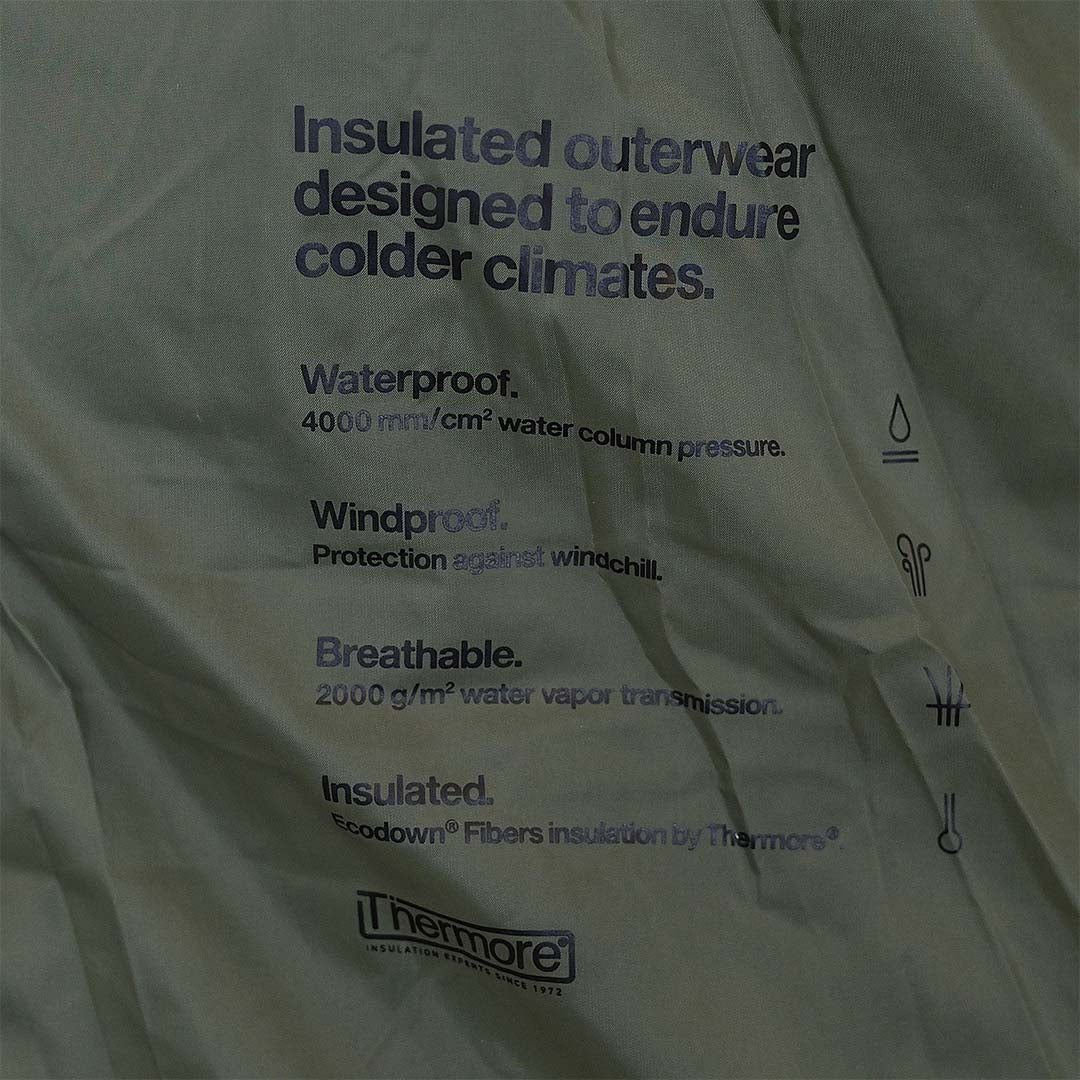 Insulated outerwear
designed to endure
colder climates.
Waterproof.
4000 mm/cm² water column pressure.
Windproof.
Protection against windchill.
Breathable.
2000 g/m² water vapor transmission.
Insulated.
Ecodown® Fibers insulation by Thermore®.
Thermore®
INSULATION EXPERTS SINCE 1972